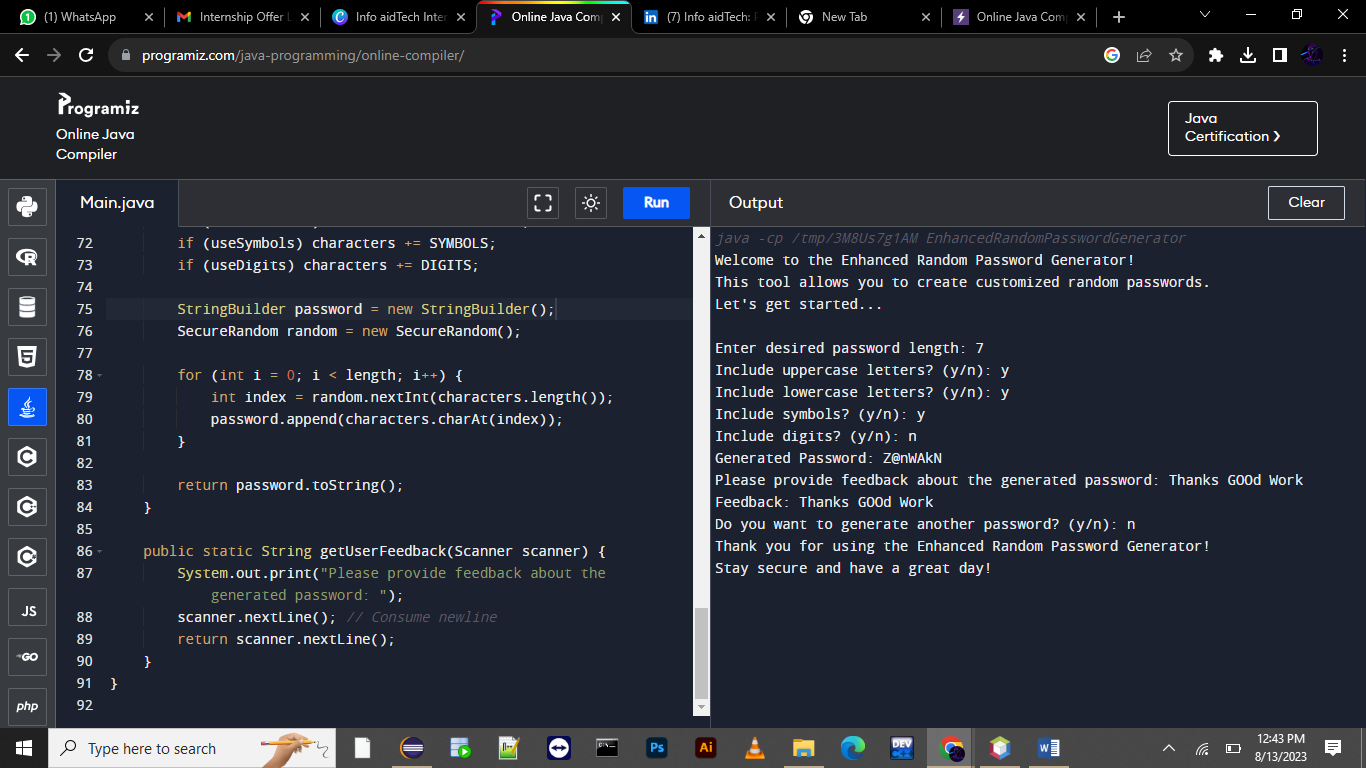 (1) WhatsApp
Internship Offer L
Info aidTech Inter
Online Java Comp
(7) Info aidTech: F
New Tab
Online Java Comp
programiz.com/java-programming/online-compiler/
Programiz
Online Java
Compiler
Java
Certification ❯
Main.java
Run
Output
Clear
72 if (useSymbols) characters += SYMBOLS;
73 if (useDigits) characters += DIGITS;
74
75 StringBuilder password = new StringBuilder();
76 SecureRandom random = new SecureRandom();
77
78 for (int i = 0; i < length; i++) {
79 int index = random.nextInt(characters.length());
80 password.append(characters.charAt(index));
81 }
82
83 return password.toString();
84 }
85
86 public static String getUserFeedback(Scanner scanner) {
87 System.out.print("Please provide feedback about the
generated password: ");
88 scanner.nextLine(); // Consume newline
89 return scanner.nextLine();
90 }
91 }
92
java -cp /tmp/3M8Us7g1AM EnhancedRandomPasswordGenerator
Welcome to the Enhanced Random Password Generator!
This tool allows you to create customized random passwords.
Let's get started...
Enter desired password length: 7
Include uppercase letters? (y/n): y
Include lowercase letters? (y/n): y
Include symbols? (y/n): y
Include digits? (y/n): n
Generated Password: Z@nWAkN
Please provide feedback about the generated password: Thanks GOOd Work
Feedback: Thanks GOOd Work
Do you want to generate another password? (y/n): n
Thank you for using the Enhanced Random Password Generator!
Stay secure and have a great day!
JS
GO
php
Type here to search
Ps
Ai
DEV
12:43 PM
8/13/2023